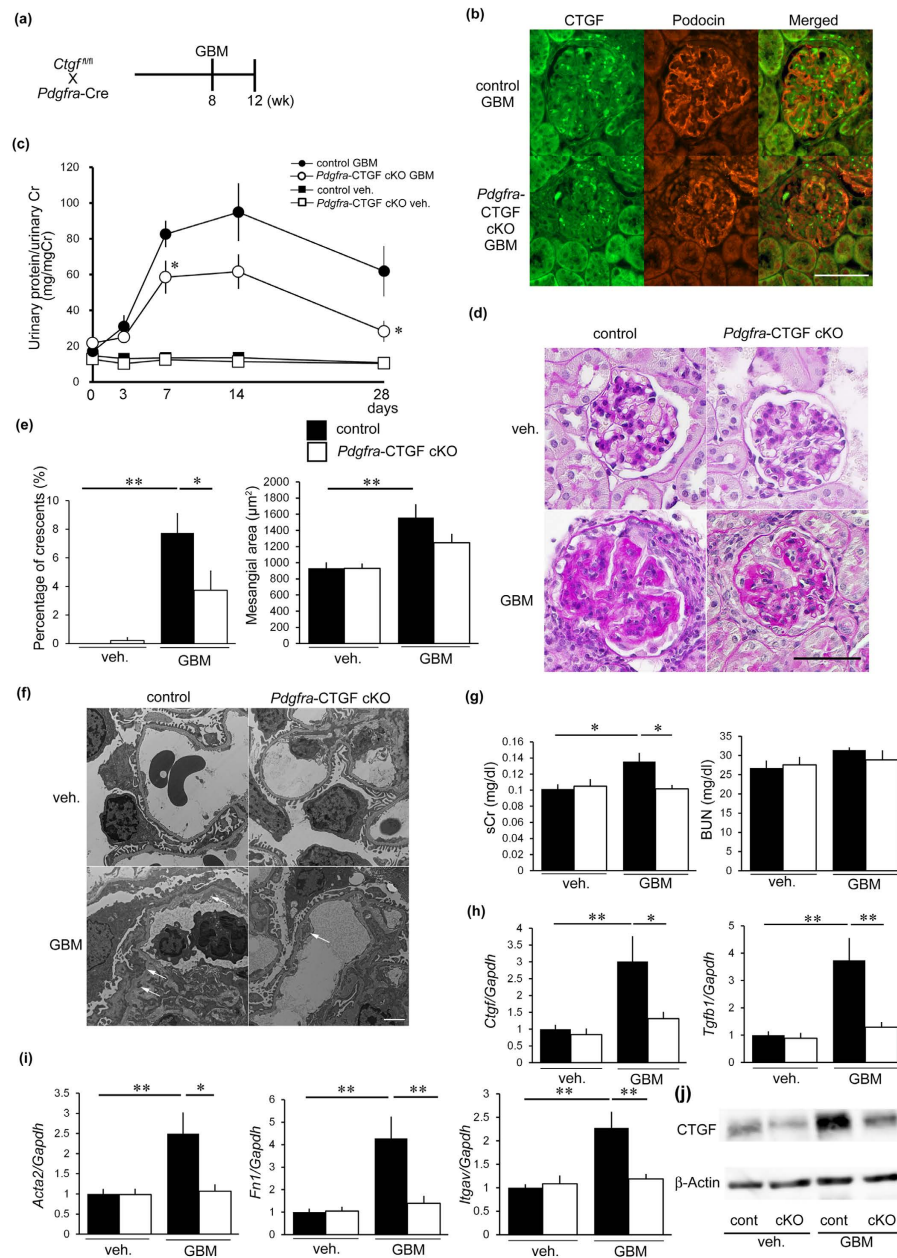 (a)
GBM
Ctgf fl/fl
X
Pdgfra-Cre
8 12 (wk)
(b)
CTGF Podocin Merged
control
GBM
Pdgfra-
CTGF
cKO
GBM
(c)
control GBM
Pdgfra-CTGF cKO GBM
control veh.
Pdgfra-CTGF cKO veh.
Urinary protein/urinary Cr
(mg/mgCr)
120
100
80
60
40
20
0
*
*
0 3 7 14 28
days
(d)
control Pdgfra-CTGF cKO
veh.
GBM
(e)
control
Pdgfra-CTGF cKO
Percentage of crescents (%)
10
8
6
4
2
0
** *
veh. GBM
Mesangial area (μm²)
2000
1800
1600
1400
1200
1000
800
600
400
200
0
**
veh. GBM
(f)
control Pdgfra-CTGF cKO
veh.
GBM
(g)
sCr (mg/dl)
0.16
0.14
0.12
0.1
0.08
0.06
0.04
0.02
0
* *
veh. GBM
BUN (mg/dl)
35
30
25
20
15
10
5
0
veh. GBM
(h)
Ctgf/Gapdh
4
3.5
3
2.5
2
1.5
1
0.5
0
** *
veh. GBM
Tgfb1/Gapdh
5
4
3
2
1
0
** **
veh. GBM
(i)
Acta2/Gapdh
3.5
3
2.5
2
1.5
1
0.5
0
** *
veh. GBM
Fn1/Gapdh
6
5
4
3
2
1
0
** **
veh. GBM
Itgav/Gapdh
3
2.5
2
1.5
1
0.5
0
** **
veh. GBM
(j)
CTGF
β-Actin
cont cKO cont cKO
veh. GBM